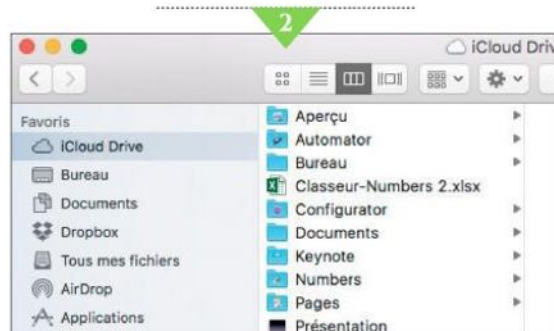 2
iCloud Driv
Favoris
iCloud Drive
Bureau
Documents
Dropbox
Tous mes fichiers
AirDrop
Applications
Aperçu
Automator
Bureau
Classeur-Numbers 2.xlsx
Configurator
Documents
Keynote
Numbers
Pages
Présentation